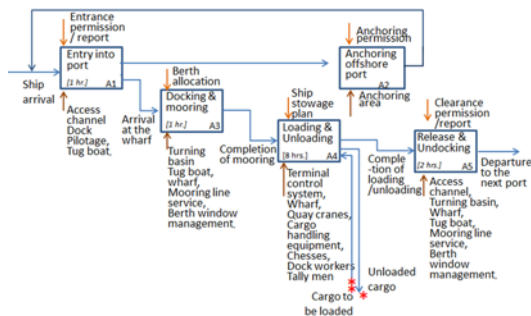 Entrance
permission
/ report
Entry into
port
[1 hr.] A1
Ship
arrival
Access
channel
Dock
Pilotage,
Tug boat.
Anchoring
permission
Anchoring
offshore
port
A2
Anchoring
area
Arrival
at the
wharf
Berth
allocation
Docking &
mooring
[1 hr.] A3
Turning
basin
Tug boat,
wharf,
Mooring line
service,
Berth window
management.
Completion
of mooring
Ship
stowage
plan
Loading &
Unloading
[8 hrs.] A4
Terminal
control
system,
Wharf,
Quay cranes,
Cargo
handling
equipment,
Chesses,
Dock workers
Tally men
Cargo to
be loaded
Unloaded
cargo
Comple
-tion of
loading
/unloading
Clearance
permission
/report
Release &
Undocking
[2 hrs.] A5
Access
channel,
Turning basin,
Wharf,
Tug boat,
Mooring line
service,
Berth
window
management.
Departure
to the
next port